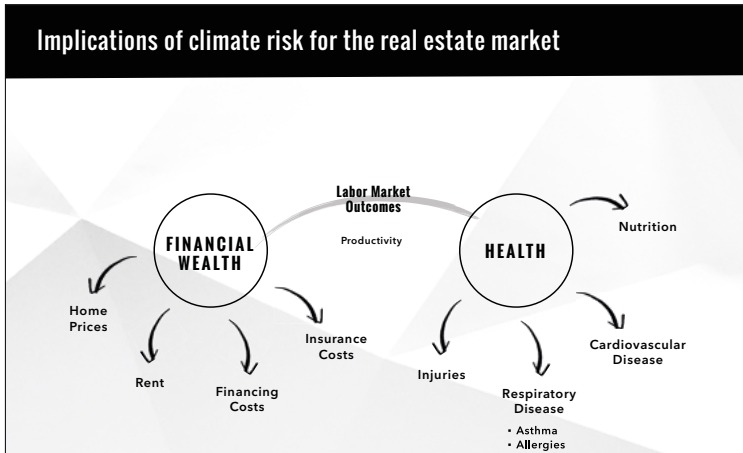 Implications of climate risk for the real estate market
Labor Market
Outcomes
Productivity
FINANCIAL
WEALTH
HEALTH
Home
Prices
Rent
Financing
Costs
Insurance
Costs
Nutrition
Injuries
Respiratory
Disease
• Asthma
• Allergies
Cardiovascular
Disease